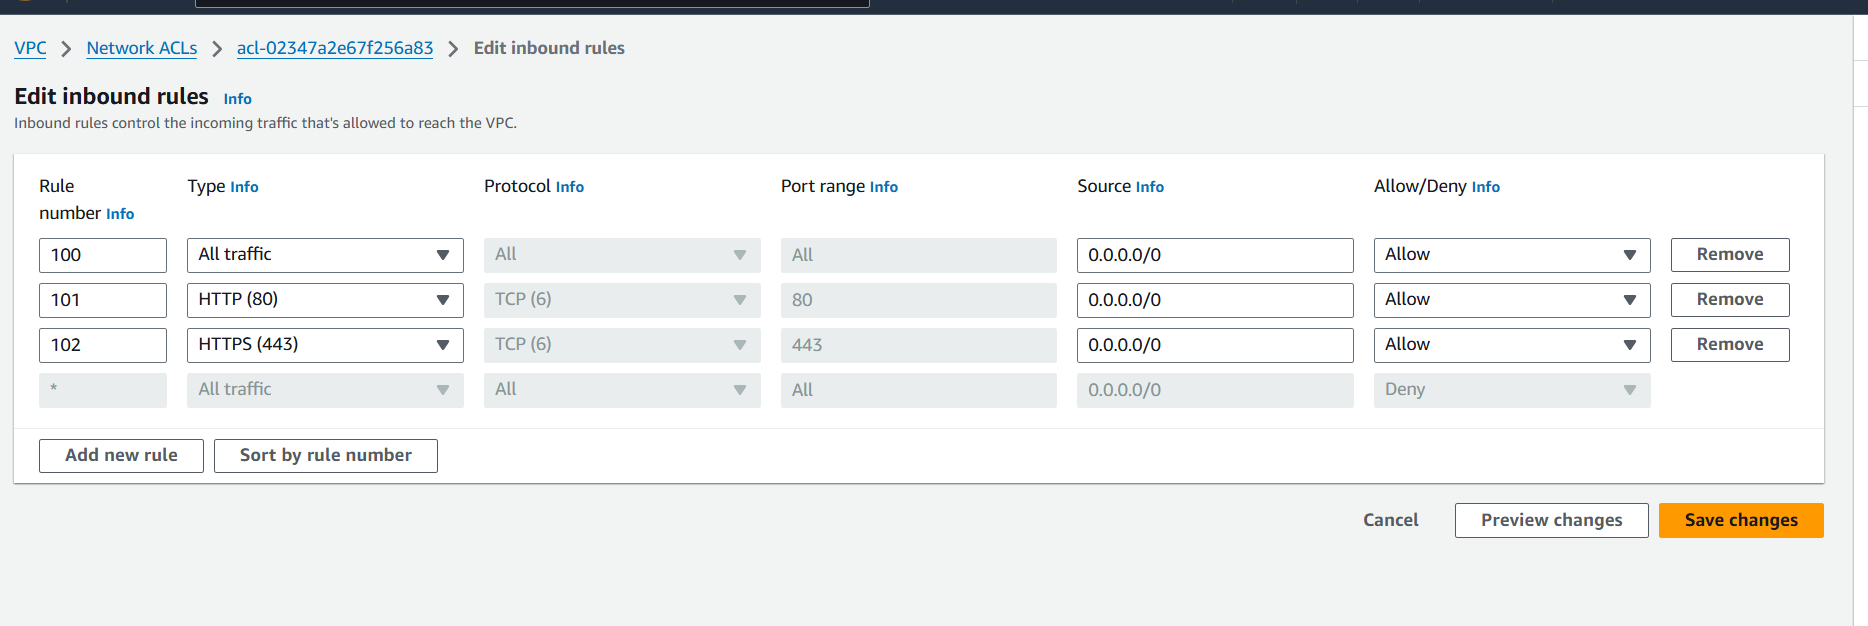 VPC > Network ACLs > acl-02347a2e67f256a83 > Edit inbound rules
Edit inbound rules Info
Inbound rules control the incoming traffic that's allowed to reach the VPC.
Rule number Info Type Info Protocol Info Port range Info Source Info Allow/Deny Info
100 All traffic All All 0.0.0.0/0 Allow Remove
101 HTTP (80) TCP (6) 80 0.0.0.0/0 Allow Remove
102 HTTPS (443) TCP (6) 443 0.0.0.0/0 Allow Remove
* All traffic All All 0.0.0.0/0 Deny
Add new rule Sort by rule number
Cancel Preview changes Save changes